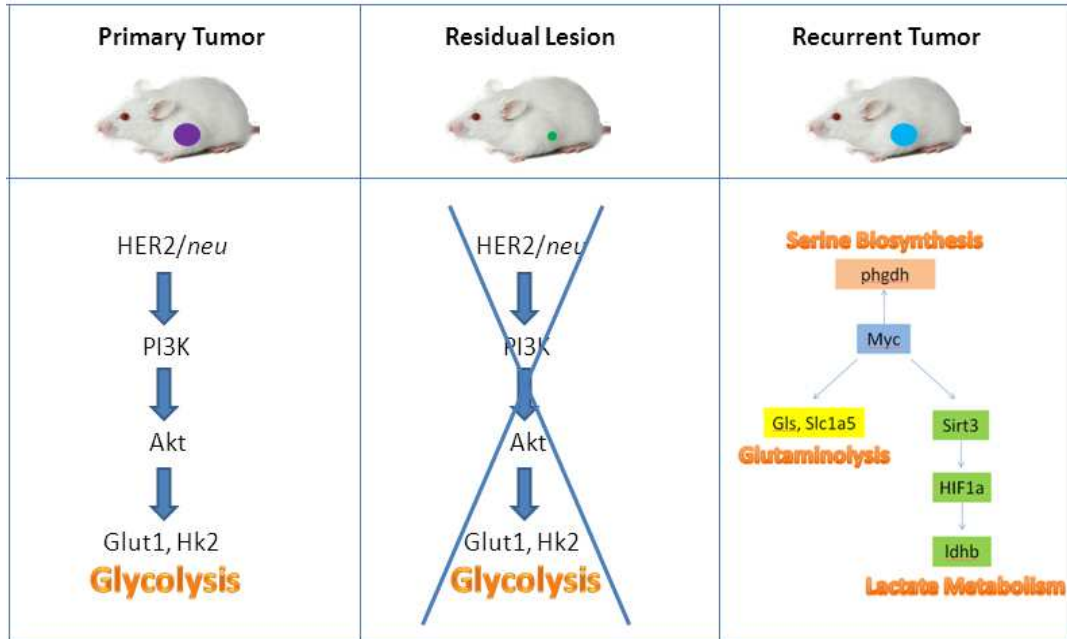 Primary Tumor
Residual Lesion
Recurrent Tumor
HER2/neu
PI3K
Akt
Glut1, Hk2
Glycolysis
HER2/neu
PI3K
Akt
Glut1, Hk2
Glycolysis
Serine Biosynthesis
phgdh
Myc
Gls, Slc1a5
Glutaminolysis
Sirt3
HIF1a
ldhb
Lactate Metabolism